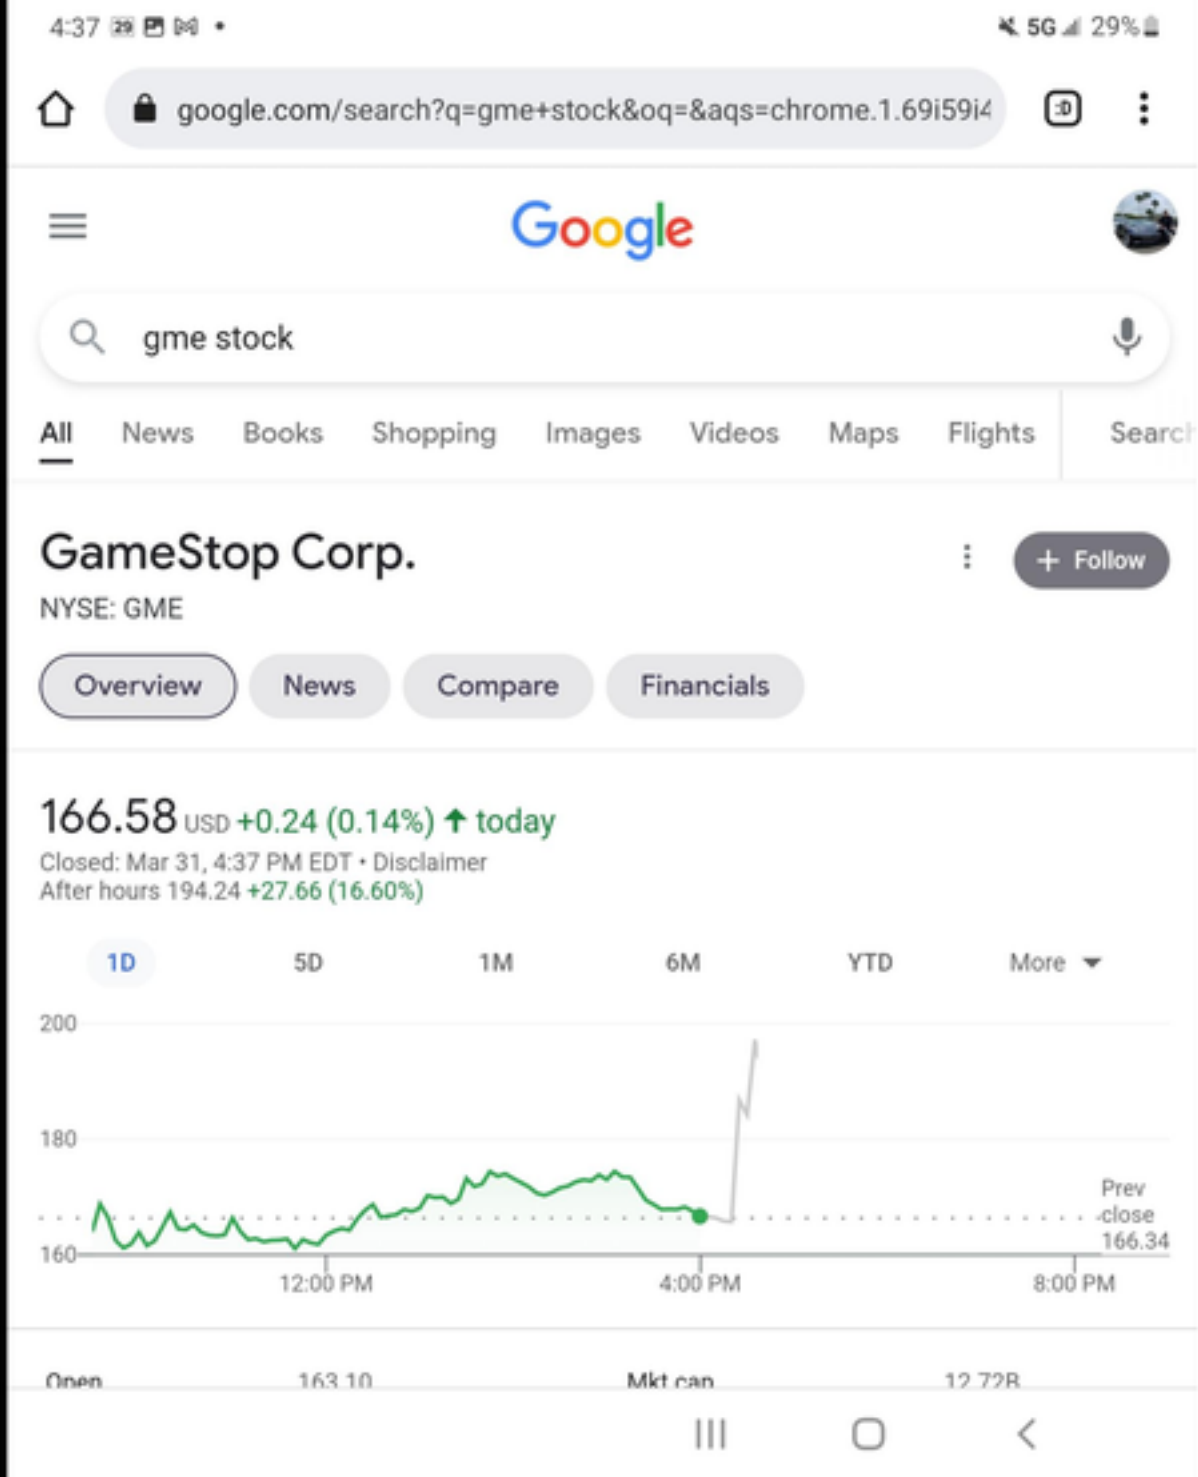 4:37 29
5G 29%
google.com/search?q=gme+stock&oq=&aqs=chrome.1.69i59i4
:D
Google
gme stock
All News Books Shopping Images Videos Maps Flights Search
GameStop Corp.
+ Follow
NYSE: GME
Overview News Compare Financials
166.58 USD +0.24 (0.14%) ↑ today
Closed: Mar 31, 4:37 PM EDT • Disclaimer
After hours 194.24 +27.66 (16.60%)
1D 5D 1M 6M YTD More
200
180
Prev
close
166.34
160
12:00 PM 4:00 PM 8:00 PM
Open 163.10 Mkt cap 12.72B